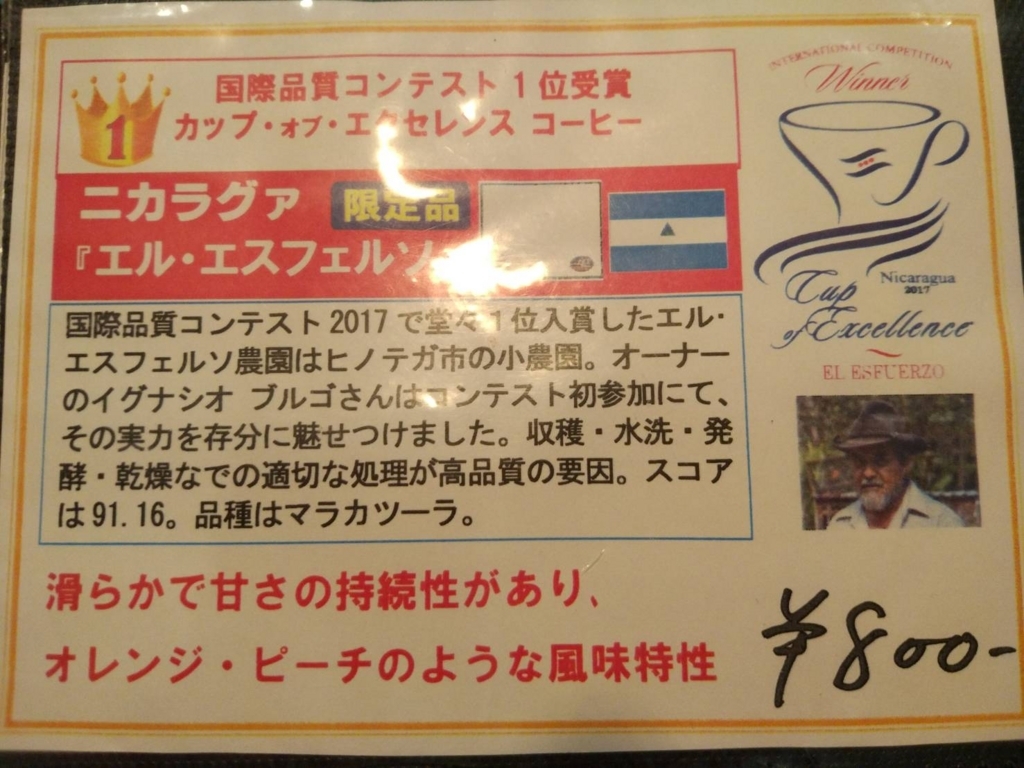 国際品質コンテスト 1位受賞
カップ・オブ・エクセレンス コーヒー
1
ニカラグァ 限定品
『エル・エスフェルソ
国際品質コンテスト2017で堂々1位入賞したエル・
エスフェルソ農園はヒノテガ市の小農園。オーナー
のイグナシオ ブルゴさんはコンテスト初参加にて、
その実力を存分に魅せつけました。収穫・水洗・発
酵・乾燥なでの適切な処理が高品質の要因。スコア
は91.16。品種はマラカツーラ。
滑らかで甘さの持続性があり、
オレンジ・ピーチのような風味特性
INTERNATIONAL COMPETITION
Winner
Cup
Nicaragua
2017
of Excellence
EL ESFUERZO
¥800-